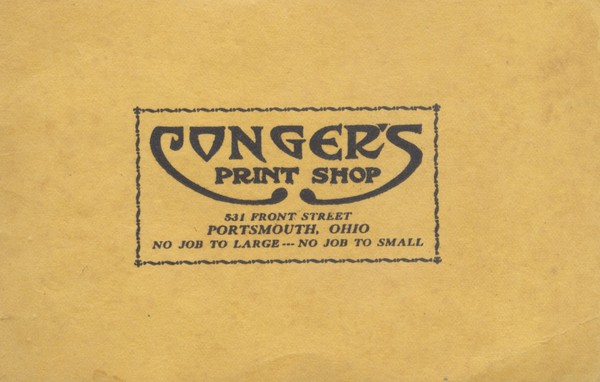 CONGER'S
PRINT SHOP
531 FRONT STREET
PORTSMOUTH, OHIO
NO JOB TO LARGE --- NO JOB TO SMALL